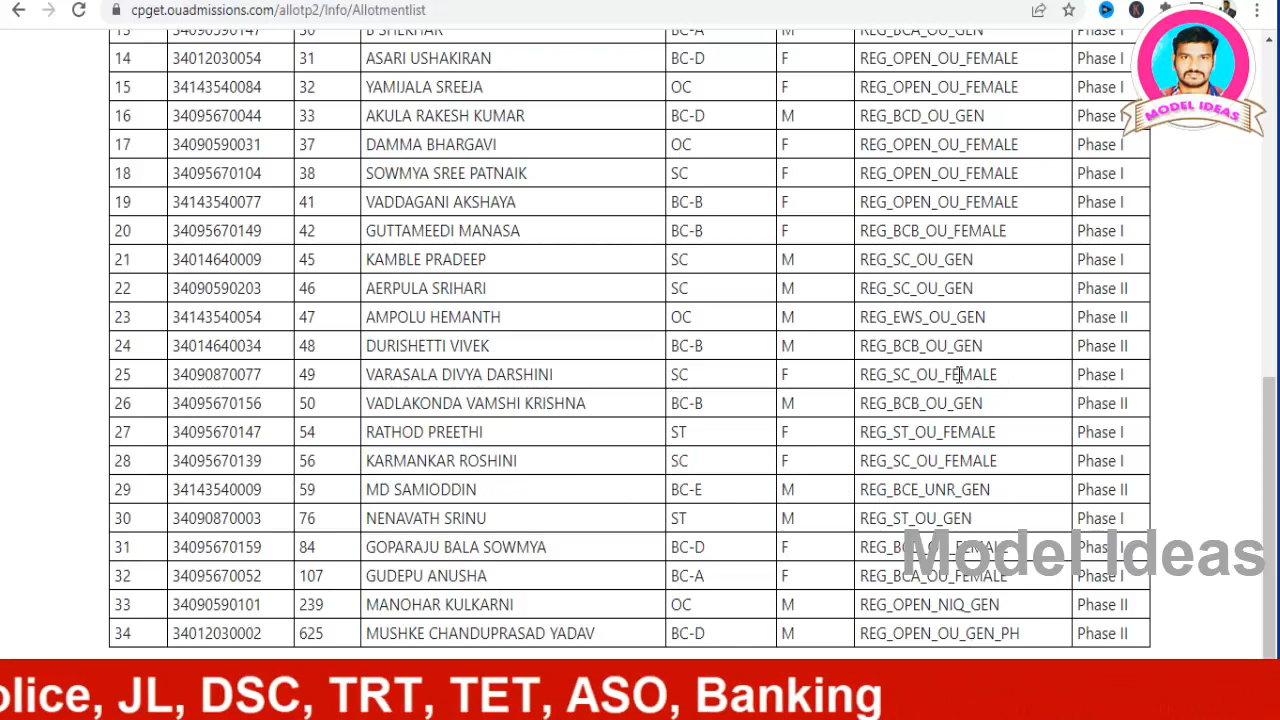 cpget.ouadmissions.com/allotp2/Info/Allotmentlist
13 34090590147 30 B SHEKHAR BC-A M REG_BCA_OU_GEN Phase I
14 34012030054 31 ASARI USHAKIRAN BC-D F REG_OPEN_OU_FEMALE Phase I
15 34143540084 32 YAMIJALA SREEJA OC F REG_OPEN_OU_FEMALE Phase I
16 34095670044 33 AKULA RAKESH KUMAR BC-D M REG_BCD_OU_GEN Phase I
17 34090590031 37 DAMMA BHARGAVI OC F REG_OPEN_OU_FEMALE Phase I
18 34095670104 38 SOWMYA SREE PATNAIK SC F REG_OPEN_OU_FEMALE Phase I
19 34143540077 41 VADDAGANI AKSHAYA BC-B F REG_OPEN_OU_FEMALE Phase I
20 34095670149 42 GUTTAMEEDI MANASA BC-B F REG_BCB_OU_FEMALE Phase I
21 34014640009 45 KAMBLE PRADEEP SC M REG_SC_OU_GEN Phase I
22 34090590203 46 AERPULA SRIHARI SC M REG_SC_OU_GEN Phase II
23 34143540054 47 AMPOLU HEMANTH OC M REG_EWS_OU_GEN Phase II
24 34014640034 48 DURISHETTI VIVEK BC-B M REG_BCB_OU_GEN Phase II
25 34090870077 49 VARASALA DIVYA DARSHINI SC F REG_SC_OU_FEMALE Phase I
26 34095670156 50 VADLAKONDA VAMSHI KRISHNA BC-B M REG_BCB_OU_GEN Phase II
27 34095670147 54 RATHOD PREETHI ST F REG_ST_OU_FEMALE Phase I
28 34095670139 56 KARMANKAR ROSHINI SC F REG_SC_OU_FEMALE Phase I
29 34143540009 59 MD SAMIODDIN BC-E M REG_BCE_UNR_GEN Phase II
30 34090870003 76 NENAVATH SRINU ST M REG_ST_OU_GEN Phase I
31 34095670159 84 GOPARAJU BALA SOWMYA BC-D F
32 34095670052 107 GUDEPU ANUSHA BC-A F REG_BCA_OU_FEMALE Phase I
33 34090590101 239 MANOHAR KULKARNI OC M REG_OPEN_NIQ_GEN Phase II
34 34012030002 625 MUSHKE CHANDUPRASAD YADAV BC-D M REG_OPEN_OU_GEN_PH Phase II
MODEL IDEAS
Model Ideas
olice, JL, DSC, TRT, TET, ASO, Banking